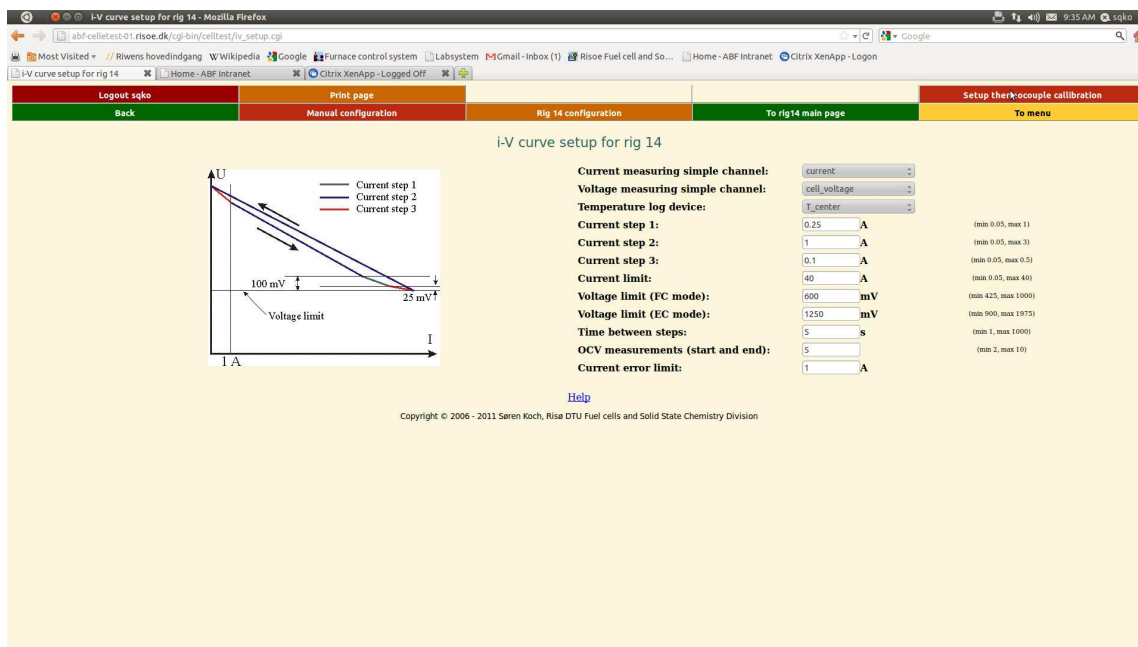 i-V curve setup for rig 14 - Mozilla Firefox
9:35 AM sqko
abf-celletest-01.risoe.dk/cgi-bin/celltest/iv_setup.cgi
Google
Most Visited // Riwens hovedindgang W Wikipedia Google Furnace control system Labsystem Gmail - Inbox (1) Risoe Fuel cell and So... Home - ABF Intranet Citrix XenApp - Logon
i-V curve setup for rig 14 Home - ABF Intranet Citrix XenApp - Logged Off
Logout sqko Print page Setup thermocouple callibration
Back Manual configuration Rig 14 configuration To rig14 main page To menu
i-V curve setup for rig 14
U
Current step 1
Current step 2
Current step 3
100 mV
25 mV
Voltage limit
I
1 A
Current measuring simple channel: current
Voltage measuring simple channel: cell_voltage
Temperature log device: T_center
Current step 1: 0.25 A (min 0.05, max 1)
Current step 2: 1 A (min 0.05, max 3)
Current step 3: 0.1 A (min 0.05, max 0.5)
Current limit: 40 A (min 0.05, max 40)
Voltage limit (FC mode): 600 mV (min 425, max 1000)
Voltage limit (EC mode): 1250 mV (min 900, max 1975)
Time between steps: 5 s (min 1, max 1000)
OCV measurements (start and end): 5 (min 2, max 10)
Current error limit: 1 A
Help
Copyright © 2006 - 2011 Søren Koch, Risø DTU Fuel cells and Solid State Chemistry Division